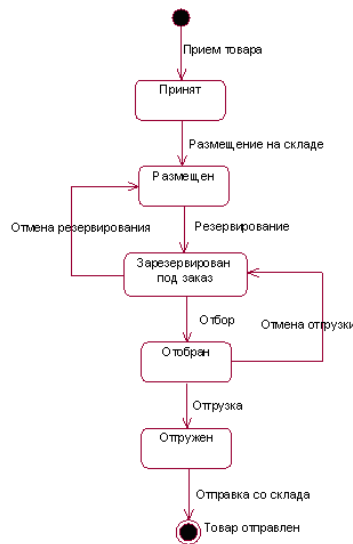 Прием товара
Принят
Размещение на складе
Размещен
Отмена резервирования
Резервирование
Зарезервирован
под заказ
Отбор
Отмена отгрузки
Отобран
Отгрузка
Отгружен
Отправка со склада
Товар отправлен